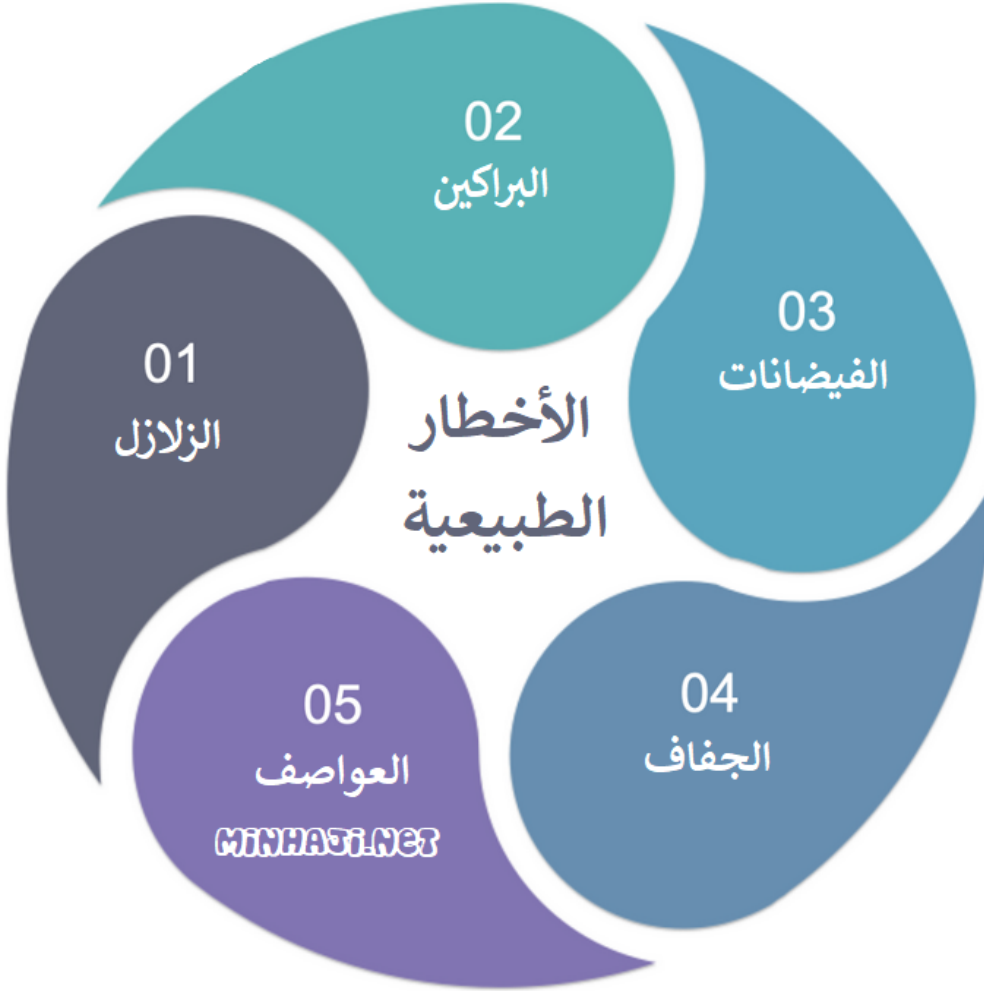 الأخطار
الطبيعية
01
الزلازل
02
البراكين
03
الفيضانات
04
الجفاف
05
العواصف
MINHAJI.NET